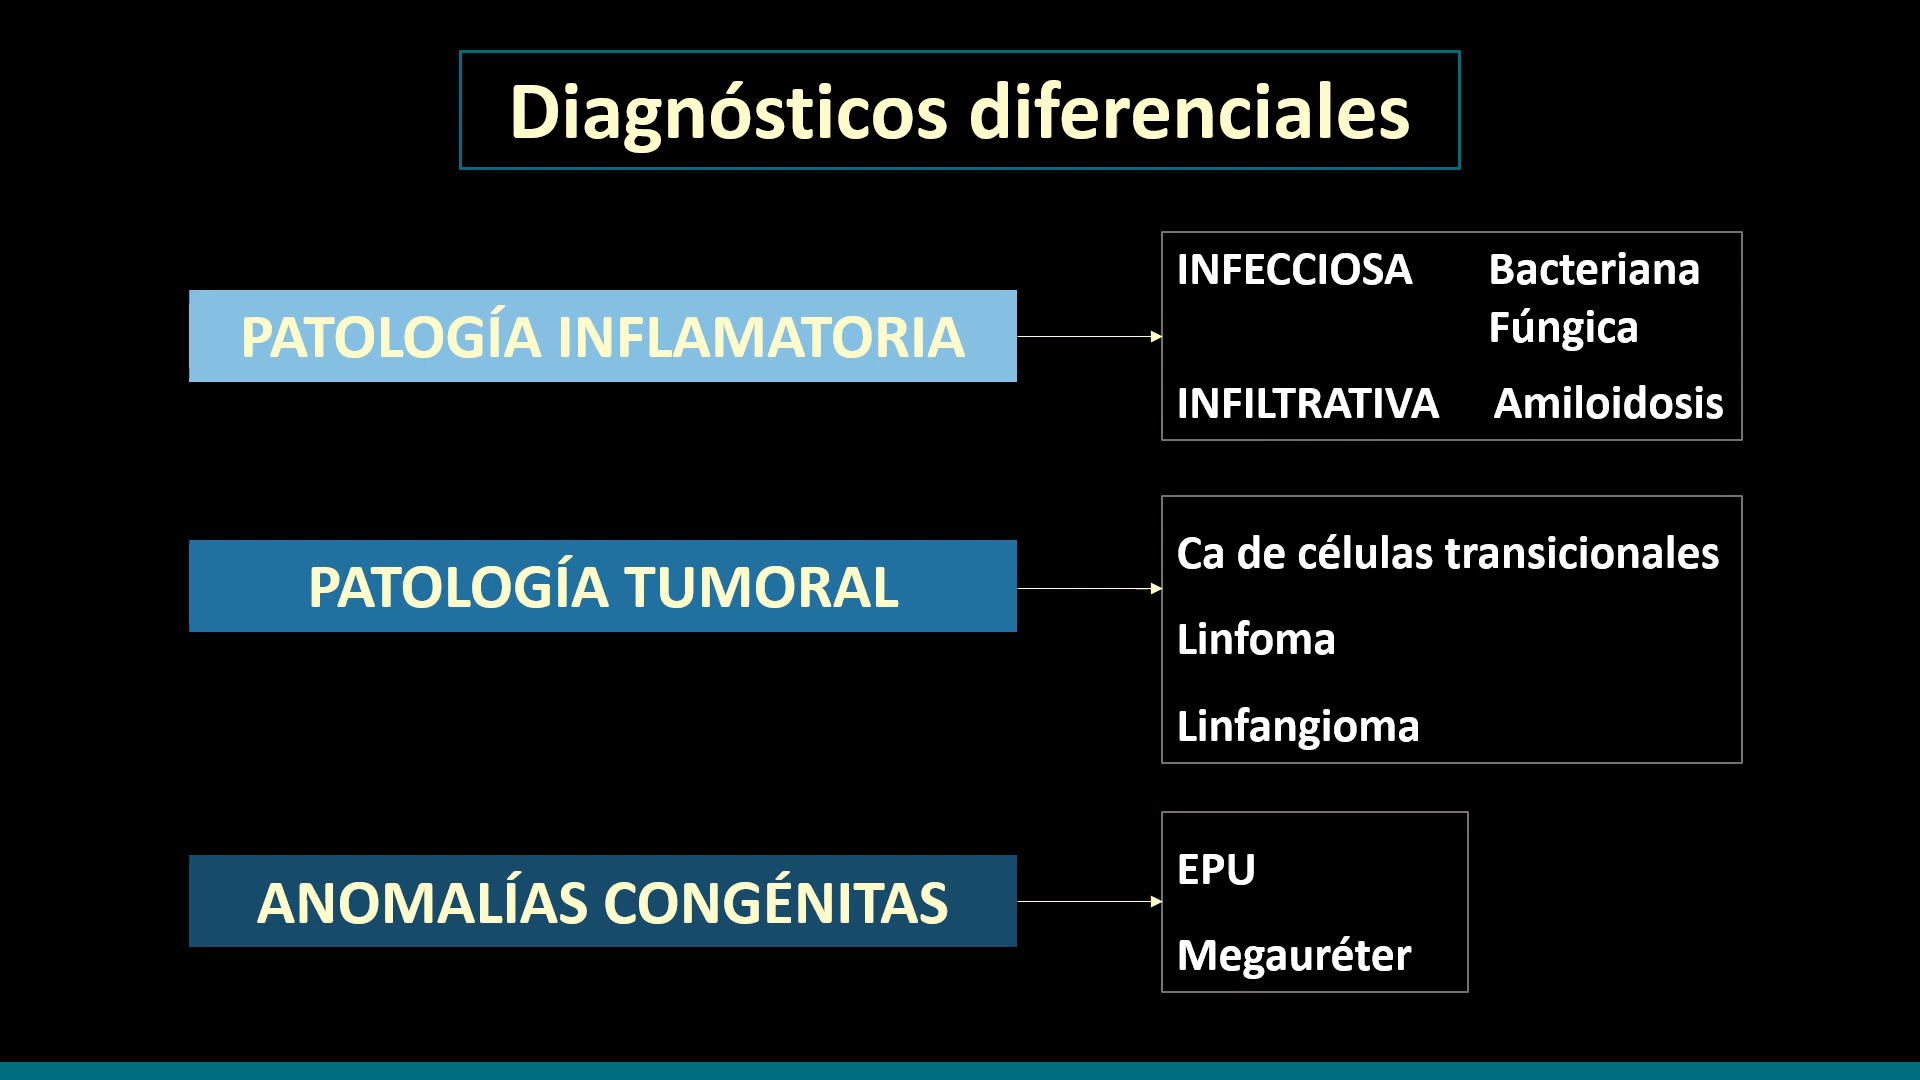 Diagnósticos diferenciales
PATOLOGÍA INFLAMATORIA
INFECCIOSA Bacteriana
Fúngica
INFILTRATIVA Amiloidosis
PATOLOGÍA TUMORAL
Ca de células transicionales
Linfoma
Linfangioma
ANOMALÍAS CONGÉNITAS
EPU
Megauréter